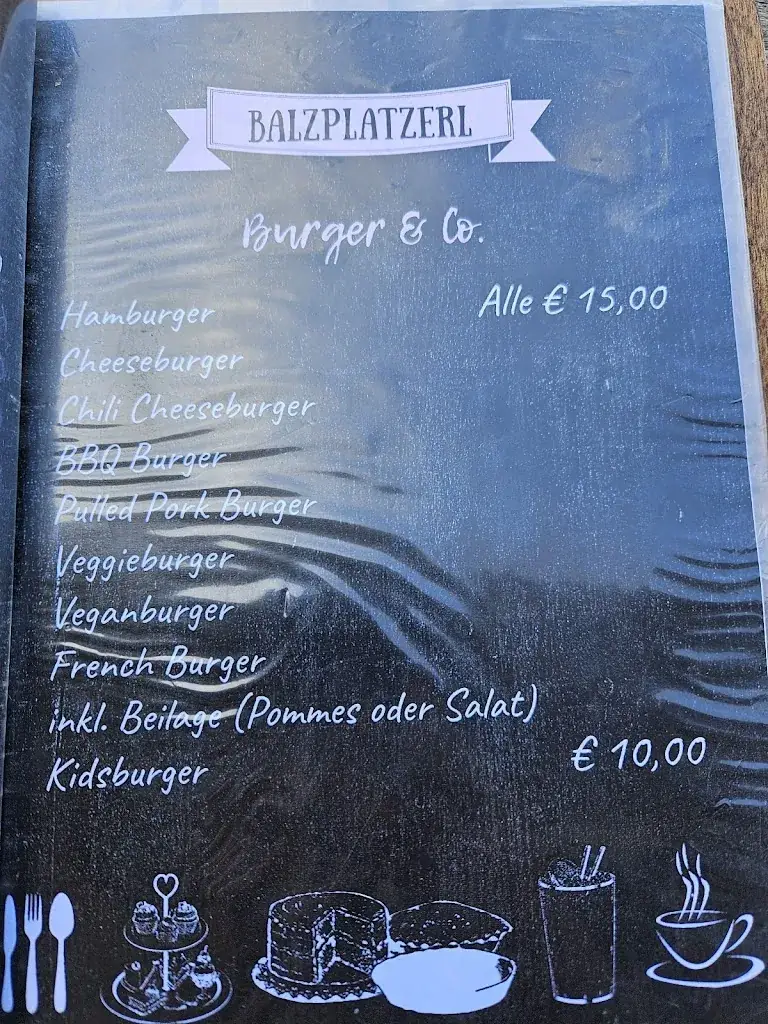 BALZPLATZERL
Burger & Co.
Alle € 15,00
Hamburger
Cheeseburger
Chili Cheeseburger
BBQ Burger
Pulled Pork Burger
Veggieburger
Veganburger
French Burger
inkl. Beilage (Pommes oder Salat)
€ 10,00
Kidsburger